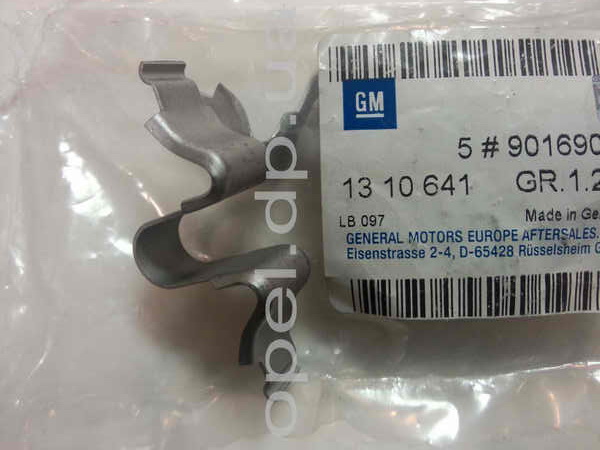 GM
5 # 901690
13 10 641 GR.1.2
LB 097 Made in Ge
GENERAL MOTORS EUROPE AFTERSALES.
Eisenstrasse 2-4, D-65428 Rüsselsheim G
opel.dp.ua